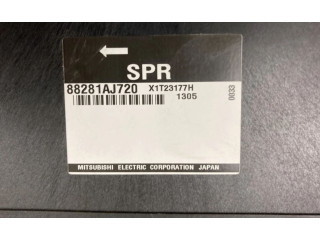 SPR
88281AJ720 X1T23177H
1305
0033
MITSUBISHI ELECTRIC CORPORATION JAPAN